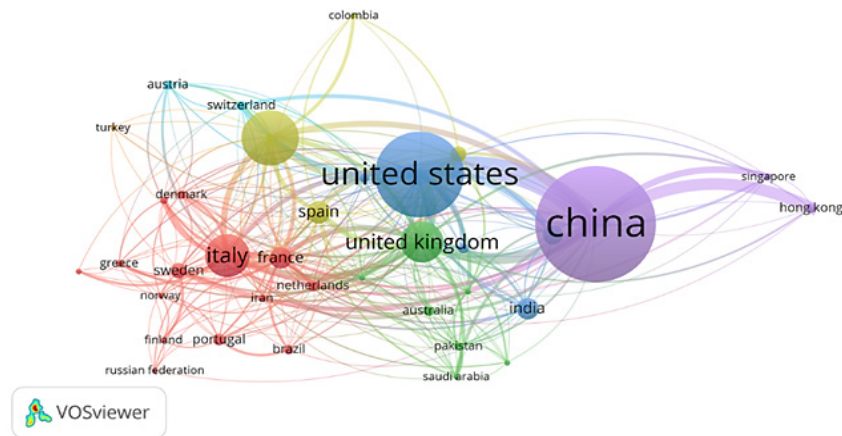 colombia
austria
switzerland
turkey
united states
singapore
denmark
hong kong
spain
china
united kingdom
italy
france
greece
sweden
netherlands
norway
iran
australia
india
finland
portugal
brazil
pakistan
russian federation
saudi arabia
VOSviewer